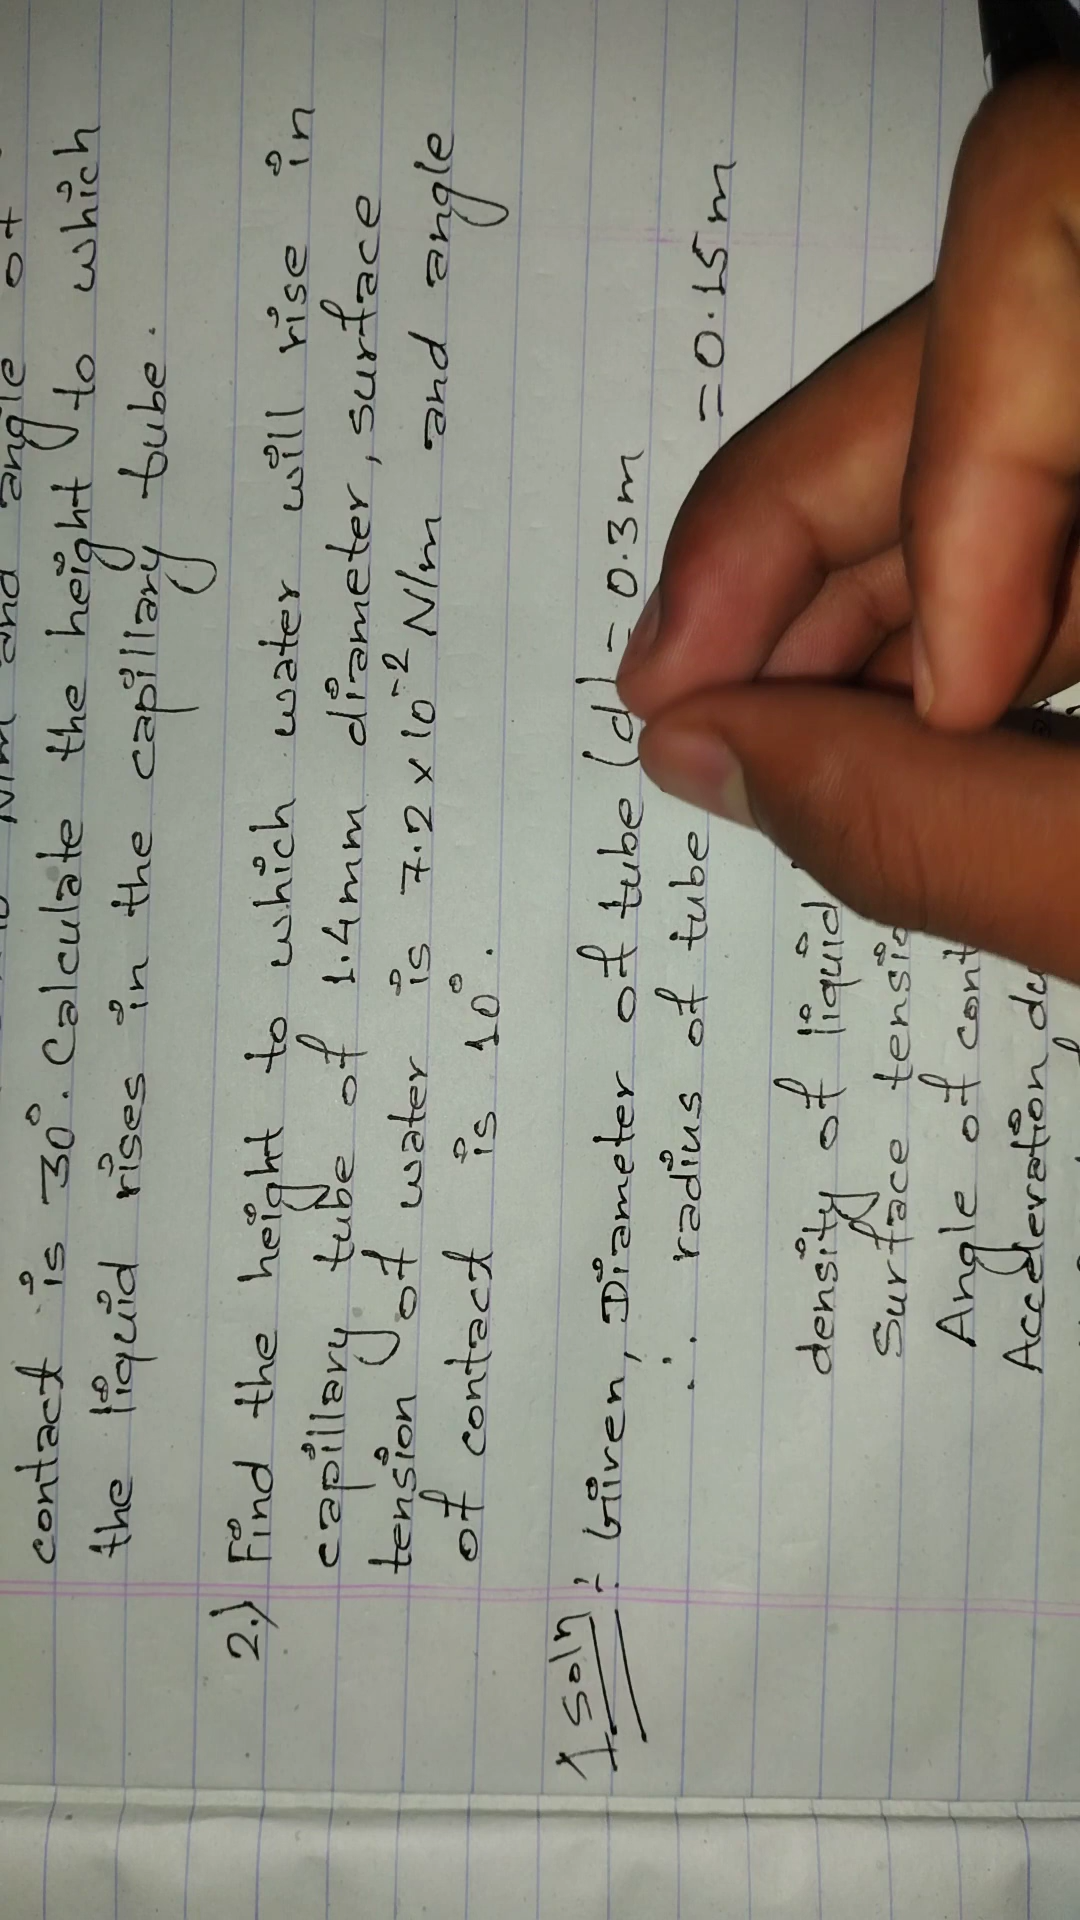 contact is 30°. Calculate the height to which
the liquid rises in the capillary tube.
2.) Find the height to which water will rise in
capillary tube of 1.4mm diameter, surface
tension of water is 7.2 x 10⁻² N/m and angle
of contact is 10°.
1 Soln :- Given, Diameter of tube (d) = 0.3m
∴ radius of tube = 0.15m
density of liquid
Surface
Angle of
Acceleration